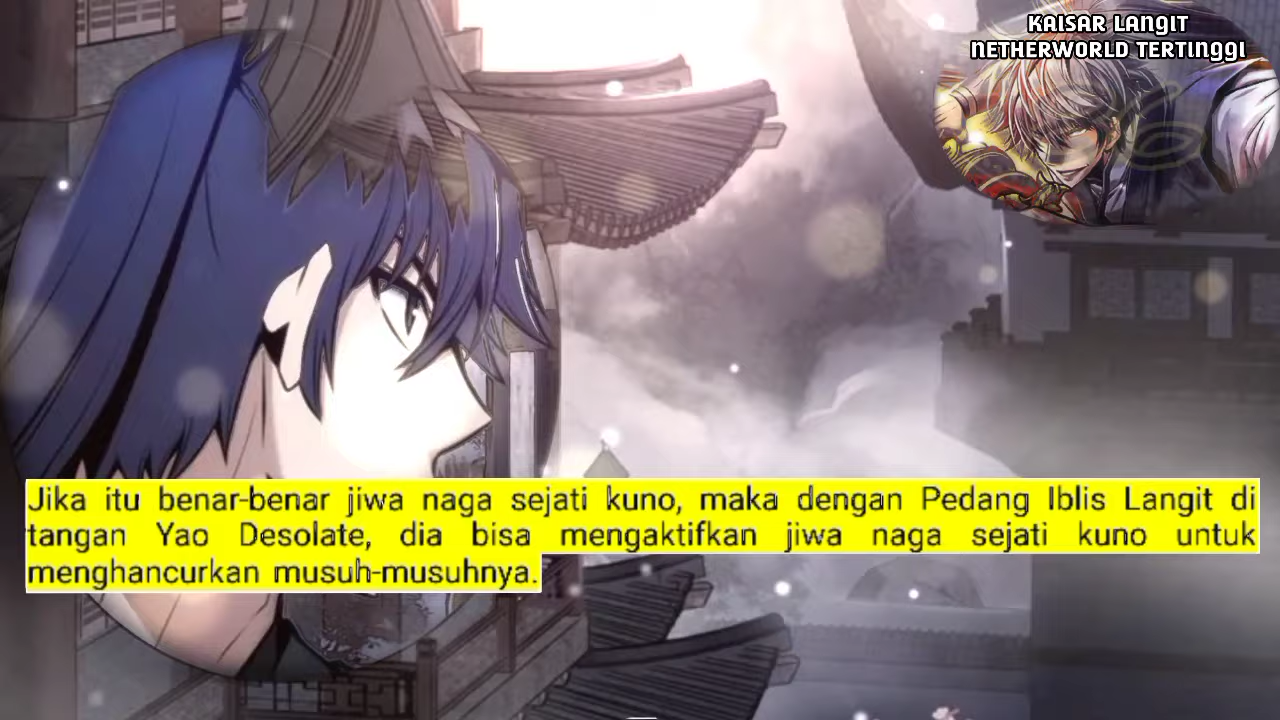 KAISAR LANGIT
NETHERWORLD TERTINGGI
Jika itu benar-benar jiwa naga sejati kuno, maka dengan Pedang Iblis Langit di
tangan Yao Desolate, dia bisa mengaktifkan jiwa naga sejati kuno untuk
menghancurkan musuh-musuhnya.